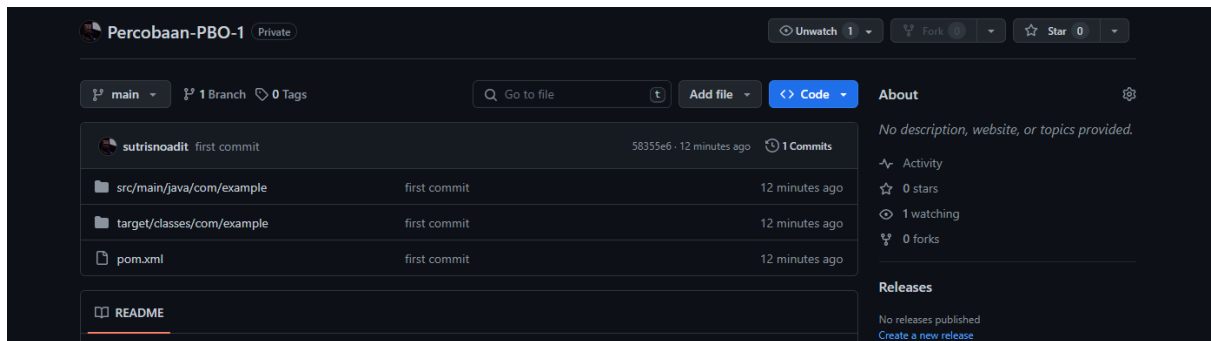 Percobaan-PBO-1 Private
Unwatch 1
Fork 0
Star 0
main
1 Branch
0 Tags
Go to file t
Add file
<> Code
sutrisnoadit first commit
58355e6 · 12 minutes ago
1 Commits
src/main/java/com/example first commit 12 minutes ago
target/classes/com/example first commit 12 minutes ago
pom.xml first commit 12 minutes ago
README
About
No description, website, or topics provided.
Activity
0 stars
1 watching
0 forks
Releases
No releases published
Create a new release